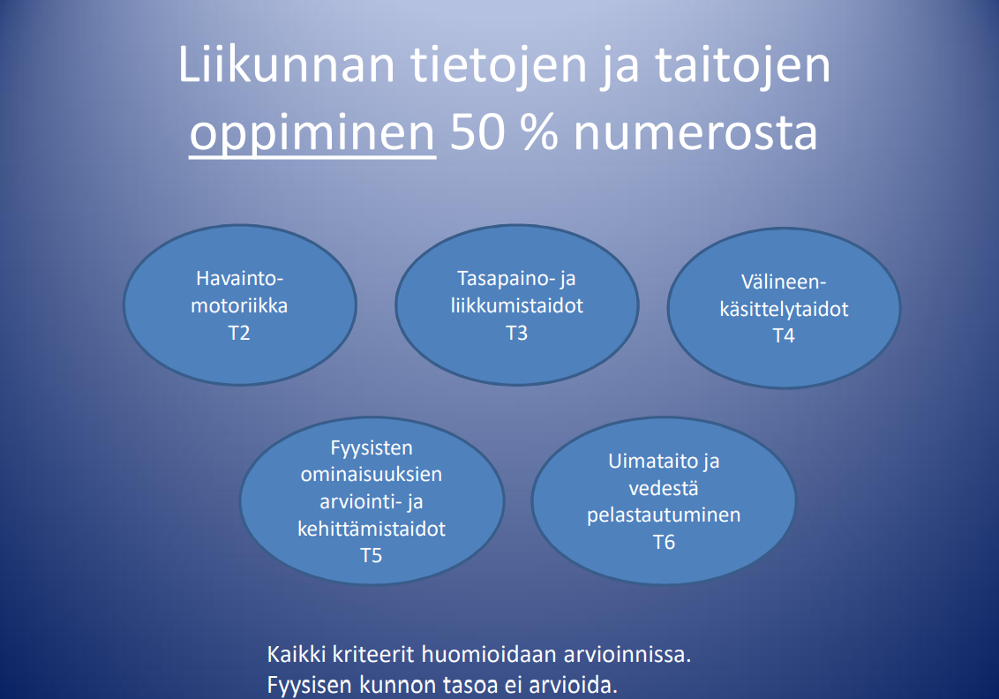 Liikunnan tietojen ja taitojen
oppiminen 50 % numerosta
Havainto-
motoriikka
T2
Tasapaino- ja
liikkumistaidot
T3
Välineen-
käsittelytaidot
T4
Fyysisten
ominaisuuksien
arviointi- ja
kehittämistaidot
T5
Uimataito ja
vedestä
pelastautuminen
T6
Kaikki kriteerit huomioidaan arvioinnissa.
Fyysisen kunnon tasoa ei arvioida.